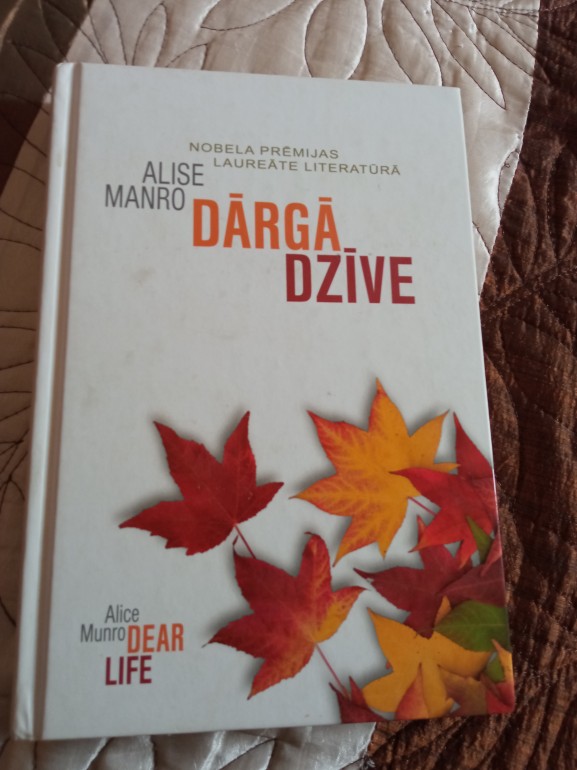 NOBELA PRĒMIJAS
LAUREĀTE LITERATŪRĀ
ALISE
MANRO
DĀRGĀ
DZĪVE
Alice
Munro DEAR
LIFE